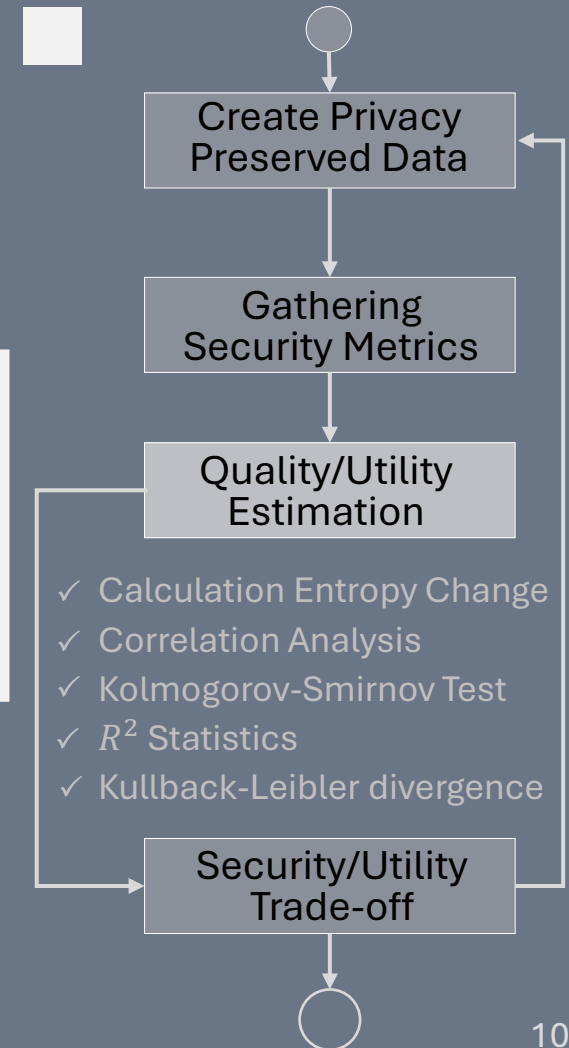 Create Privacy
Preserved Data
Gathering
Security Metrics
Quality/Utility
Estimation
✓ Calculation Entropy Change
✓ Correlation Analysis
✓ Kolmogorov-Smirnov Test
✓ R² Statistics
✓ Kullback-Leibler divergence
Security/Utility
Trade-off
10